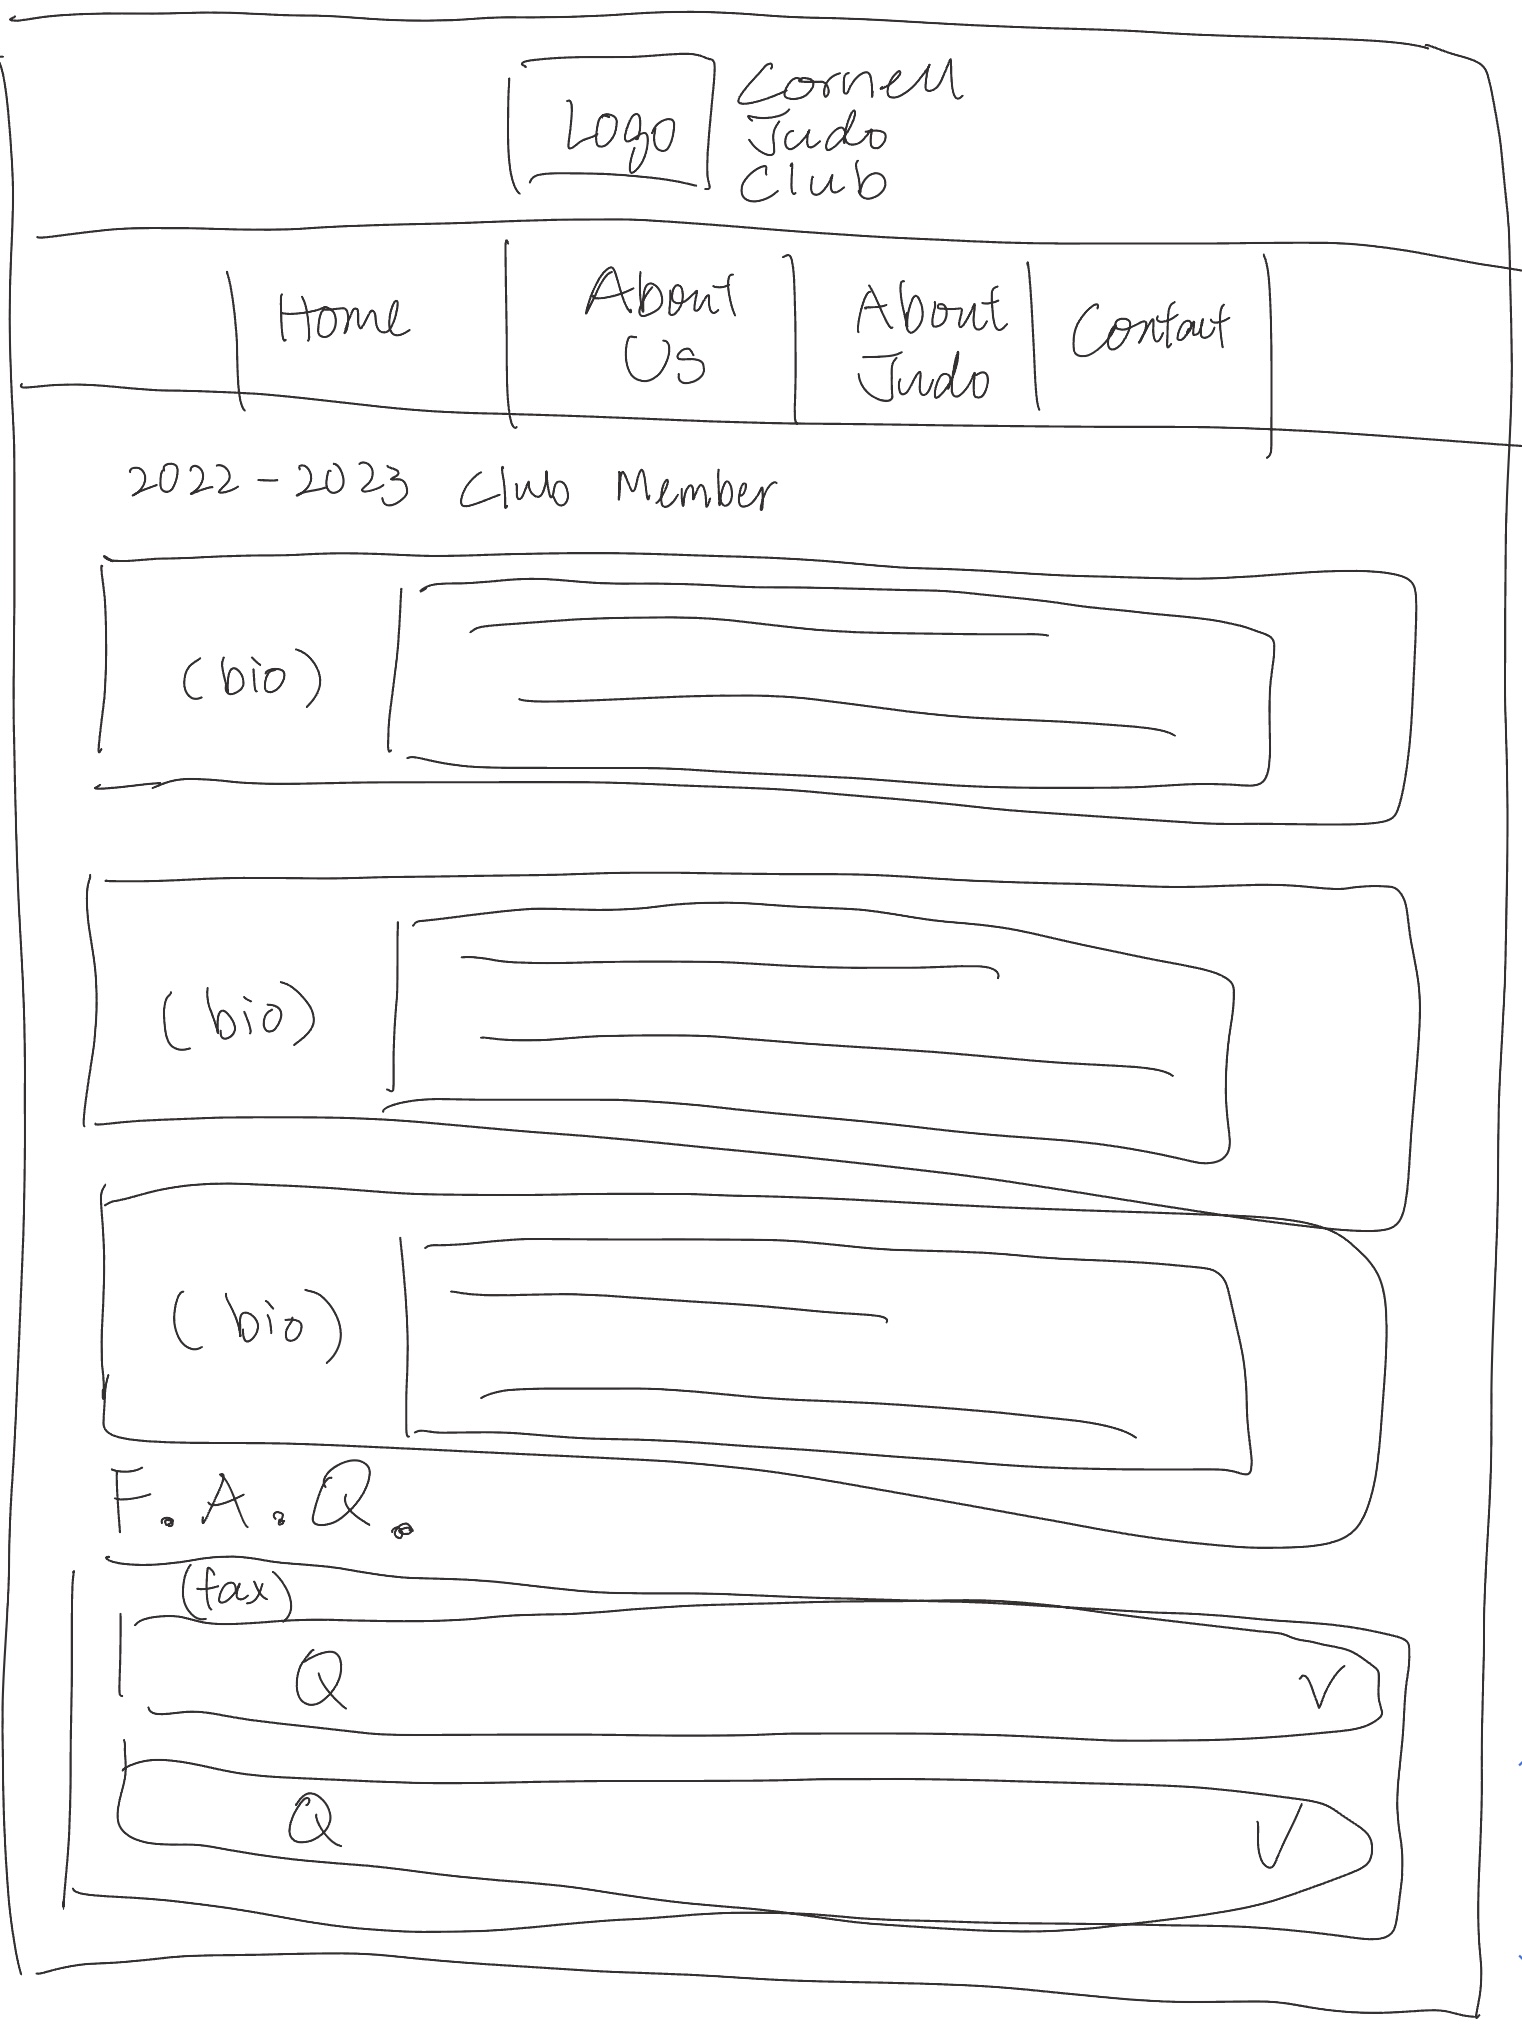 Logo
Cornell
Judo
Club
Home
About
Us
About
Judo
Contact
2022-2023 Club Member
(bio)
(bio)
(bio)
F.A.Q.
(fax)
Q V
Q V